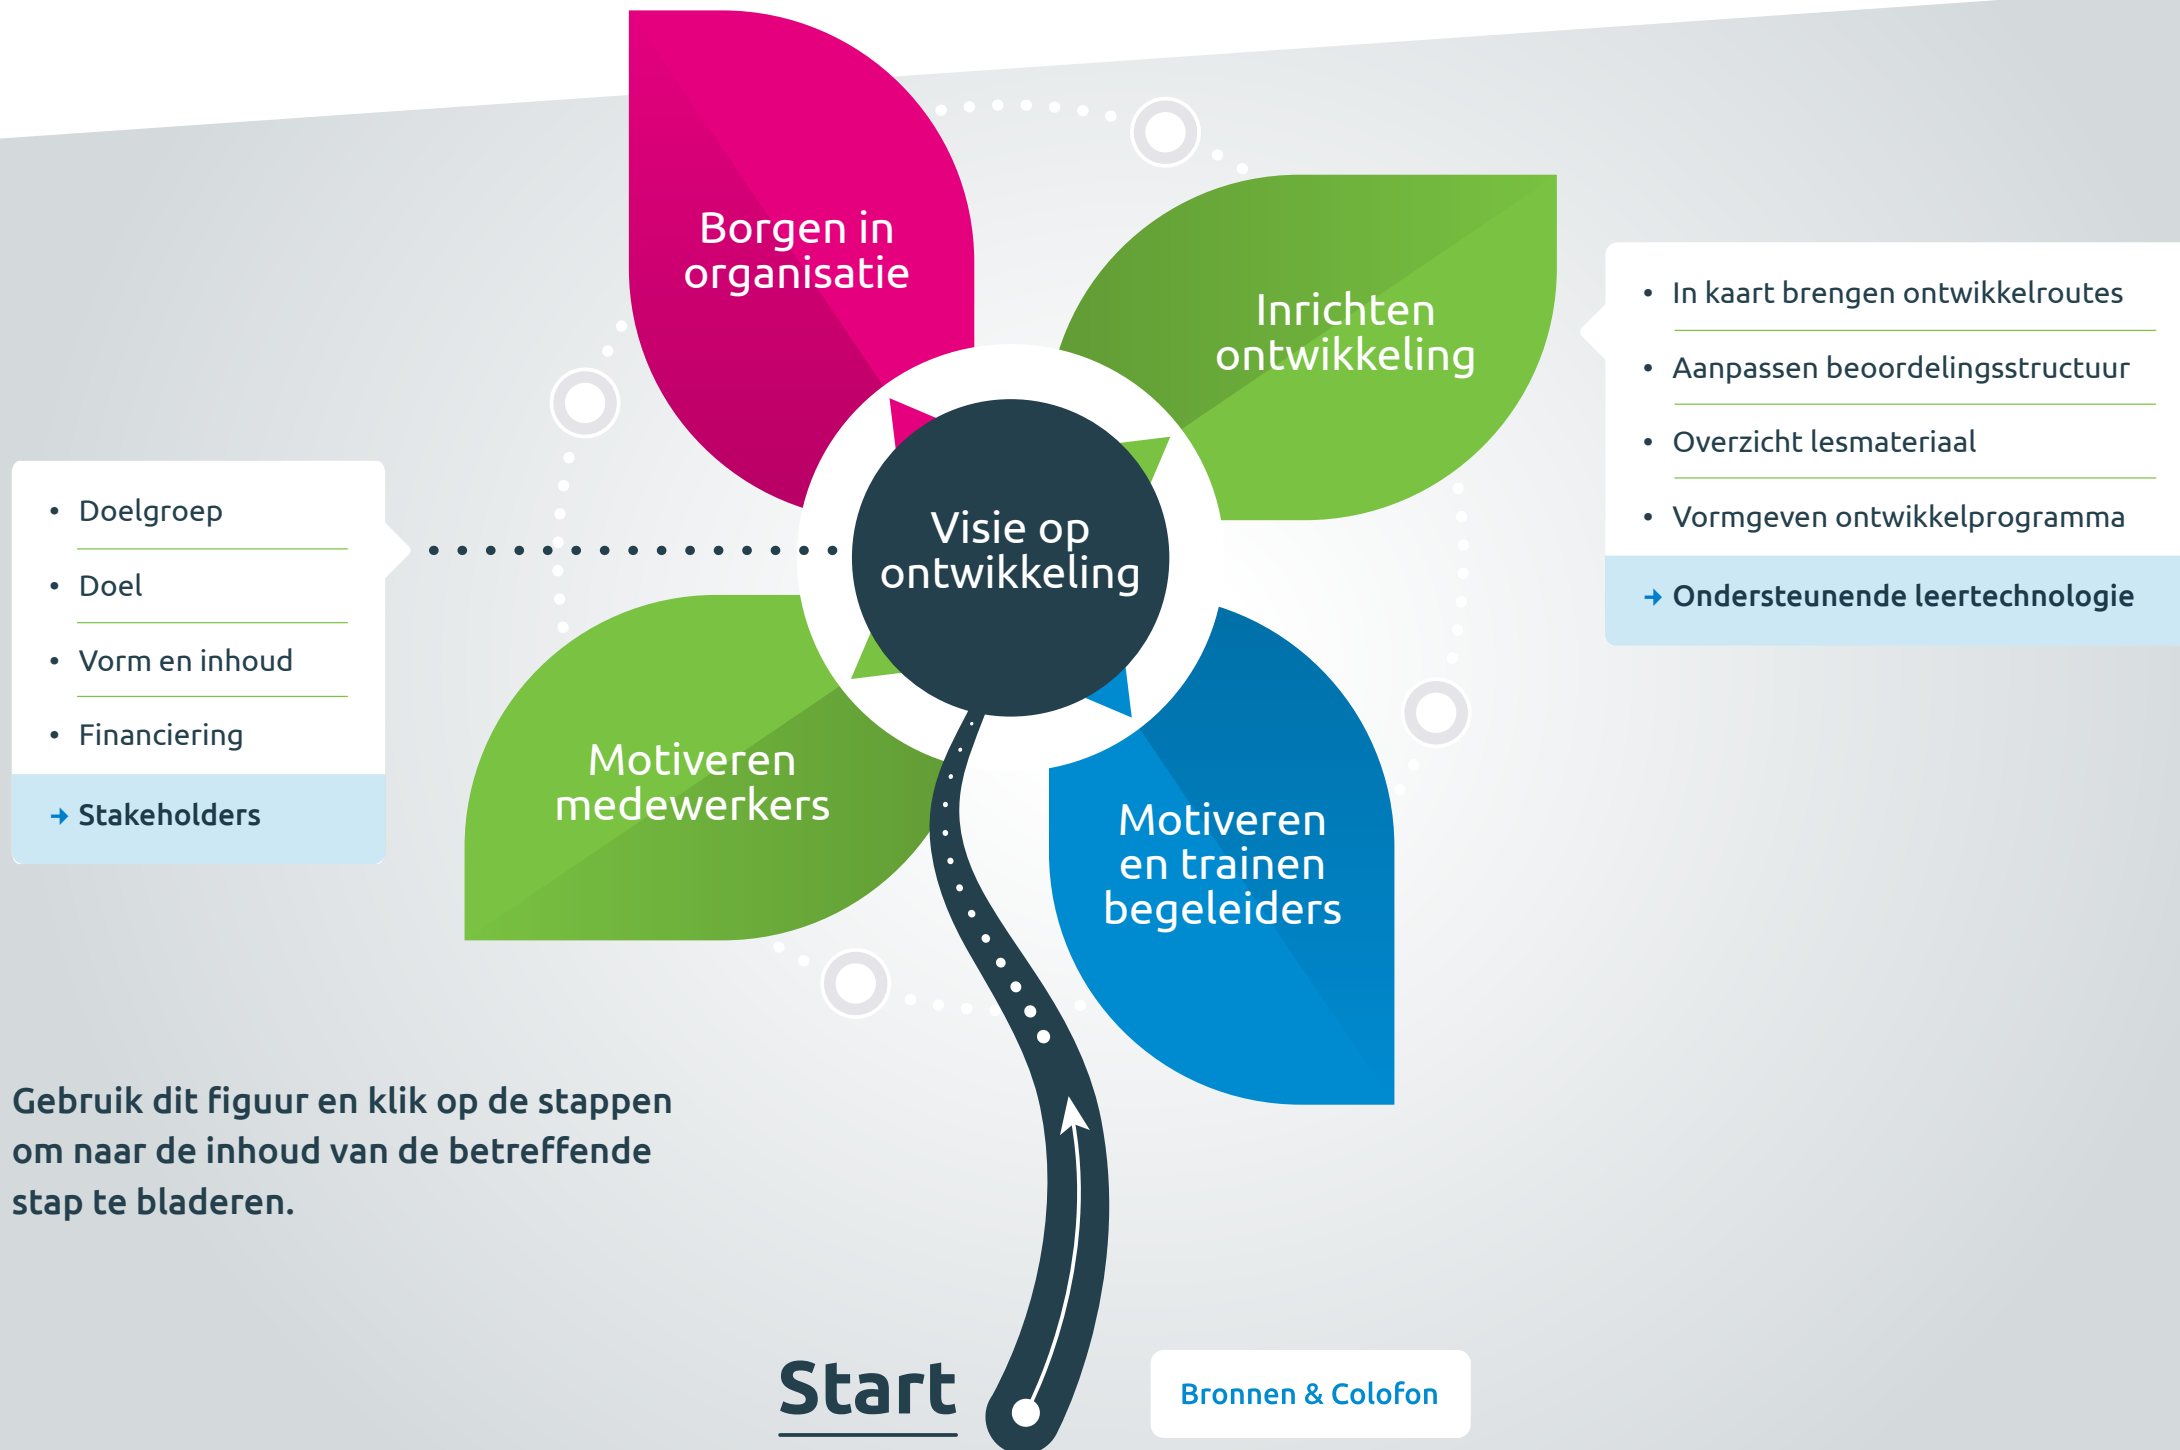 Borgen in
organisatie
Inrichten
ontwikkeling
• In kaart brengen ontwikkelroutes
• Aanpassen beoordelingsstructuur
• Overzicht lesmateriaal
• Vormgeven ontwikkelprogramma
→ Ondersteunende leertechnologie
• Doelgroep
• Doel
• Vorm en inhoud
• Financiering
→ Stakeholders
Visie op
ontwikkeling
Motiveren
medewerkers
Motiveren
en trainen
begeleiders
Gebruik dit figuur en klik op de stappen
om naar de inhoud van de betreffende
stap te bladeren.
Start
Bronnen & Colofon